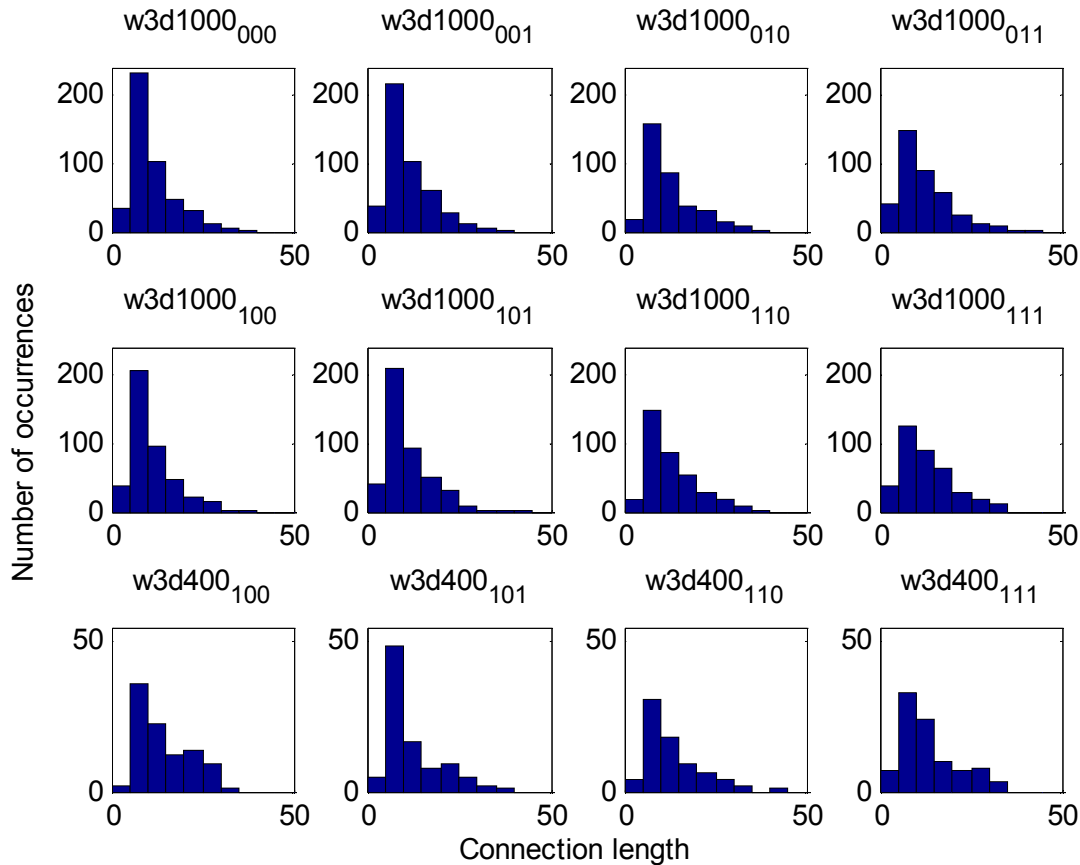 w3d1000000 w3d1000001 w3d1000010 w3d1000011
200 200 200 200
100 100 100 100
0 0 0 0
0 50 0 50 0 50 0 50
w3d1000100 w3d1000101 w3d1000110 w3d1000111
200 200 200 200
100 100 100 100
0 0 0 0
0 50 0 50 0 50 0 50
w3d400100 w3d400101 w3d400110 w3d400111
50 50 50 50
0 0 0 0
0 50 0 50 0 50 0 50
Number of occurrences
Connection length